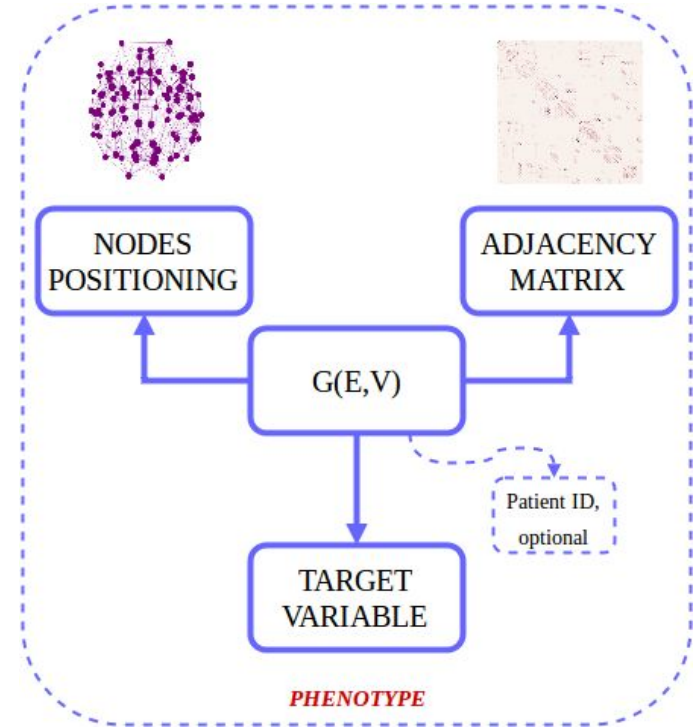 NODES
POSITIONING
ADJACENCY
MATRIX
G(E,V)
Patient ID,
optional
TARGET
VARIABLE
PHENOTYPE